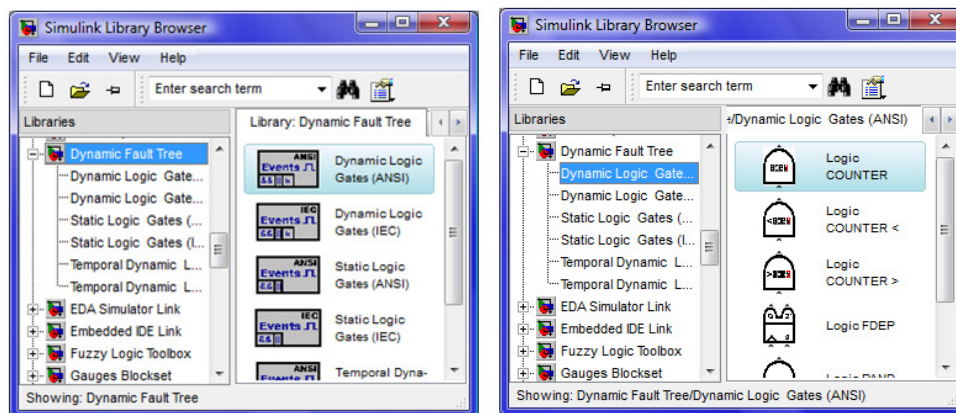 Simulink Library Browser
File Edit View Help
Enter search term
Libraries
Library: Dynamic Fault Tree
Dynamic Fault Tree
Dynamic Logic Gate...
Dynamic Logic Gate...
Static Logic Gates (...
Static Logic Gates (I...
Temporal Dynamic L...
Temporal Dynamic L...
EDA Simulator Link
Embedded IDE Link
Fuzzy Logic Toolbox
Gauges Blockset
ANSI
Events
Dynamic Logic
Gates (ANSI)
IEC
Events
Dynamic Logic
Gates (IEC)
ANSI
Events
Static Logic
Gates (ANSI)
IEC
Events
Static Logic
Gates (IEC)
ANSI
Temporal Dyna-
Showing: Dynamic Fault Tree
Simulink Library Browser
File Edit View Help
Enter search term
Libraries
/Dynamic Logic Gates (ANSI)
Dynamic Fault Tree
Dynamic Logic Gate...
Dynamic Logic Gate...
Static Logic Gates (...
Static Logic Gates (I...
Temporal Dynamic L...
Temporal Dynamic L...
EDA Simulator Link
Embedded IDE Link
Fuzzy Logic Toolbox
Gauges Blockset
Logic
COUNTER
Logic
COUNTER <
Logic
COUNTER >
Logic FDEP
Showing: Dynamic Fault Tree/Dynamic Logic Gates (ANSI)